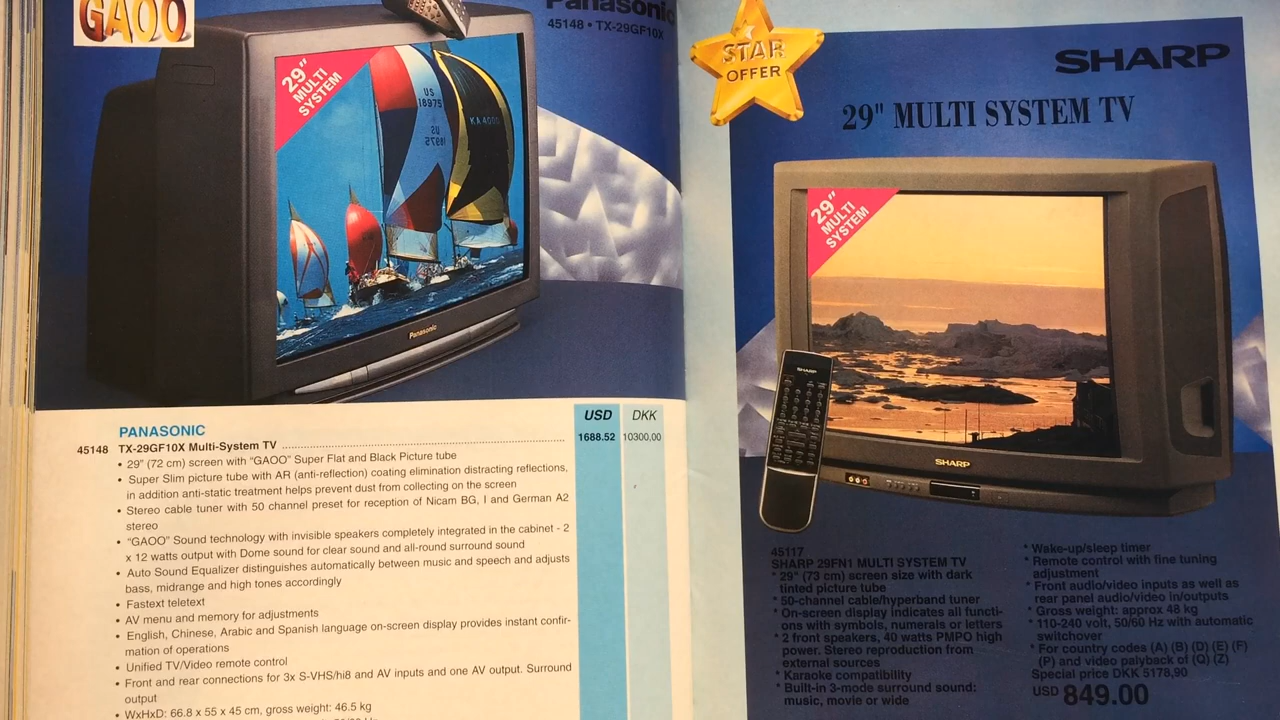 GAOO
Panasonic
45148 • TX-29GF10X
29"
MULTI
SYSTEM
US
18975
US
18975
KA 4000
Panasonic
USD
DKK
PANASONIC
45148 TX-29GF10X Multi-System TV
1688.52
10300.00
• 29" (72 cm) screen with "GAOO" Super Flat and Black Picture tube
• Super Slim picture tube with AR (anti-reflection) coating elimination distracting reflections,
in addition anti-static treatment helps prevent dust from collecting on the screen
• Stereo cable tuner with 50 channel preset for reception of Nicam BG, I and German A2
stereo
• "GAOO" Sound technology with invisible speakers completely integrated in the cabinet - 2
x 12 watts output with Dome sound for clear sound and all-round surround sound
• Auto Sound Equalizer distinguishes automatically between music and speech and adjusts
bass, midrange and high tones accordingly
• Fastext teletext
• AV menu and memory for adjustments
• English, Chinese, Arabic and Spanish language on-screen display provides instant confir-
mation of operations
• Unified TV/Video remote control
• Front and rear connections for 3x S-VHS/hi8 and AV inputs and one AV output. Surround
output
• WxHxD: 66.8 x 55 x 45 cm, gross weight: 46.5 kg
STAR
OFFER
SHARP
29" MULTI SYSTEM TV
29"
MULTI
SYSTEM
SHARP
SHARP
45117
SHARP 29FN1 MULTI SYSTEM TV
* 29" (73 cm) screen size with dark
tinted picture tube
* 50-channel cable/hyperband tuner
* On-screen display indicates all functi-
ons with symbols, numerals or letters
* 2 front speakers, 40 watts PMPO high
power. Stereo reproduction from
external sources
* Karaoke compatibility
* Built-in 3-mode surround sound:
music, movie or wide
* Wake-up/sleep timer
* Remote control with fine tuning
adjustment
* Front audio/video inputs as well as
rear panel audio/video in/outputs
* Gross weight: approx 48 kg
* 110-240 volt, 50/60 Hz with automatic
switchover
* For country codes (A) (B) (D) (E) (F)
(P) and video palyback of (Q) (Z)
Special price DKK 5178,90
USD 849.00